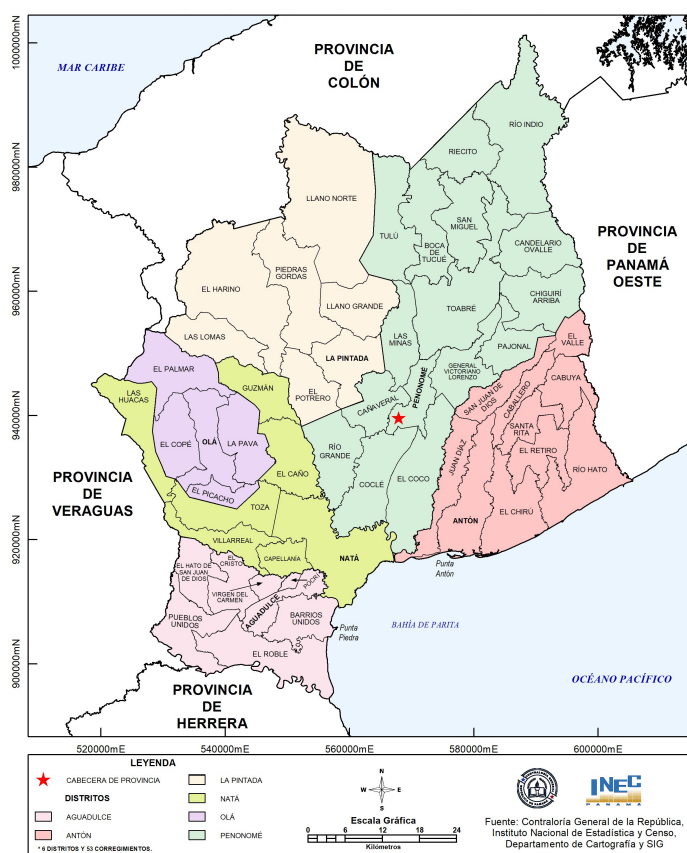 1000000mN
980000mN
960000mN
940000mN
920000mN
900000mN
MAR CARIBE
PROVINCIA
DE
COLÓN
RÍO INDIO
RIECITO
LLANO NORTE
SAN
MIGUEL
TULÚ
BOCA
DE
TUCUÉ
CANDELARIO
OVALLE
PROVINCIA
DE
PANAMÁ
OESTE
PIEDRAS
GORDAS
EL HARINO
CHIGUIRÍ
ARRIBA
LLANO GRANDE
TOABRÉ
LAS LOMAS
LAS
MINAS
PAJONAL
EL
VALLE
LA PINTADA
EL PALMAR
GENERAL
VICTORIANO
LORENZO
CABUYA
LAS
HUACAS
GUZMÁN
EL
POTRERO
CAÑAVERAL
PENONOMÉ
SAN JUAN DE
DIOS
CABALLERO
EL COPÉ
OLÁ
LA PAVA
SANTA
RITA
RÍO
GRANDE
JUAN DÍAZ
EL RETIRO
RÍO HATO
PROVINCIA
DE
VERAGUAS
EL CAÑO
COCLÉ
EL COCO
EL PICACHO
TOZA
ANTÓN
EL CHIRÚ
VILLARREAL
CAPELLANÍA
NATÁ
EL HATO DE
SAN JUAN
DE DIOS
EL
CRISTO
Punta
Antón
VIRGEN DEL
CARMEN
POCRÍ
AGUADULCE
PUEBLOS
UNIDOS
BARRIOS
UNIDOS
Punta
Piedra
BAHÍA DE PARITA
EL ROBLE
OCÉANO PACÍFICO
PROVINCIA
DE
HERRERA
520000mE
540000mE
560000mE
580000mE
600000mE
LEYENDA
CABECERA DE PROVINCIA
DISTRITOS
AGUADULCE
ANTÓN
LA PINTADA
NATÁ
OLÁ
PENONOMÉ
* 6 DISTRITOS Y 53 CORREGIMIENTOS.
N
W E
S
Escala Gráfica
0 6 12 18 24
Kilómetros
INEC
PANAMÁ
Fuente: Contraloría General de la República,
Instituto Nacional de Estadística y Censo,
Departamento de Cartografía y SIG